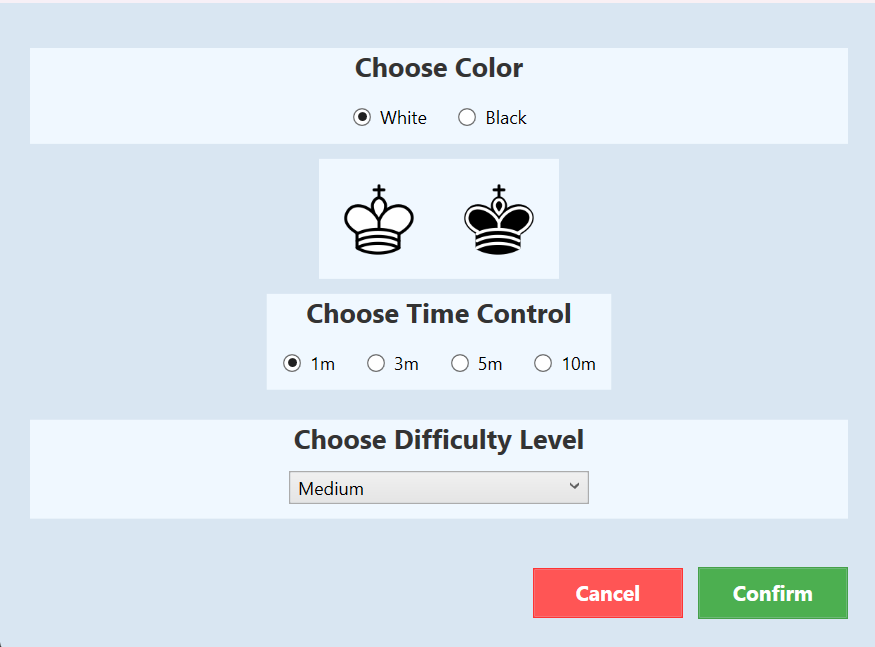 Choose Color
White Black
Choose Time Control
1m 3m 5m 10m
Choose Difficulty Level
Medium
Cancel Confirm